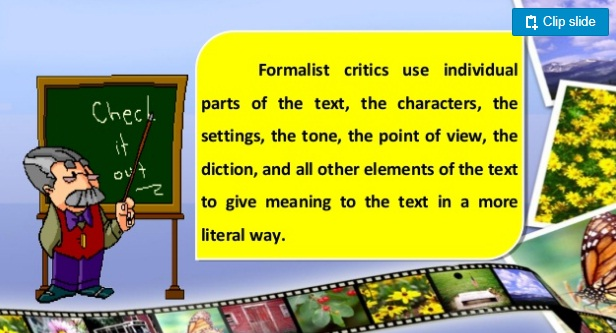 Clip slide
Formalist critics use individual
parts of the text, the characters, the
settings, the tone, the point of view, the
diction, and all other elements of the text
to give meaning to the text in a more
literal way.
Check
it
out